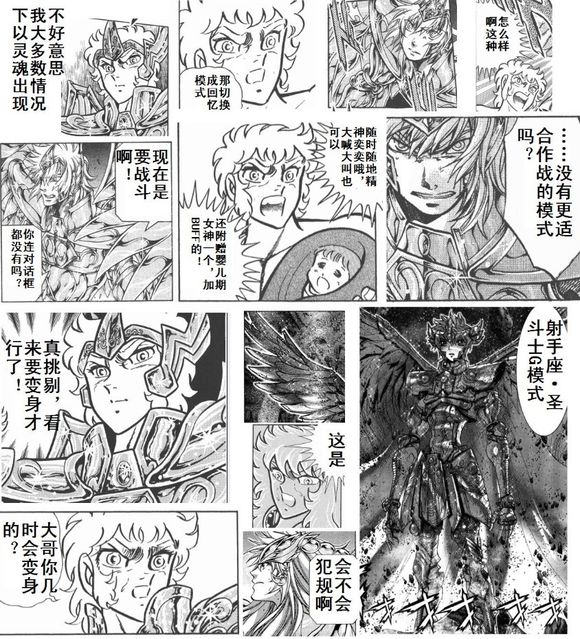 不好意思
我大多数情况
下以灵魂出现
那切换
成回忆
模式
怎么样
啊这种
现在是
要战斗
啊！
你连对话框
都没有吗？
随时随地精
神奕奕哦，
大喊大叫也
可以
还附赠婴儿期
女神一个，加
BUFF的！
……没有更适
合作战的模式
吗？
真挑剔，看
来要变身才
行了！
射手座·圣
斗士G模式
这是
会不会
犯规啊
大哥你几
时会变身
的？
オオオオ